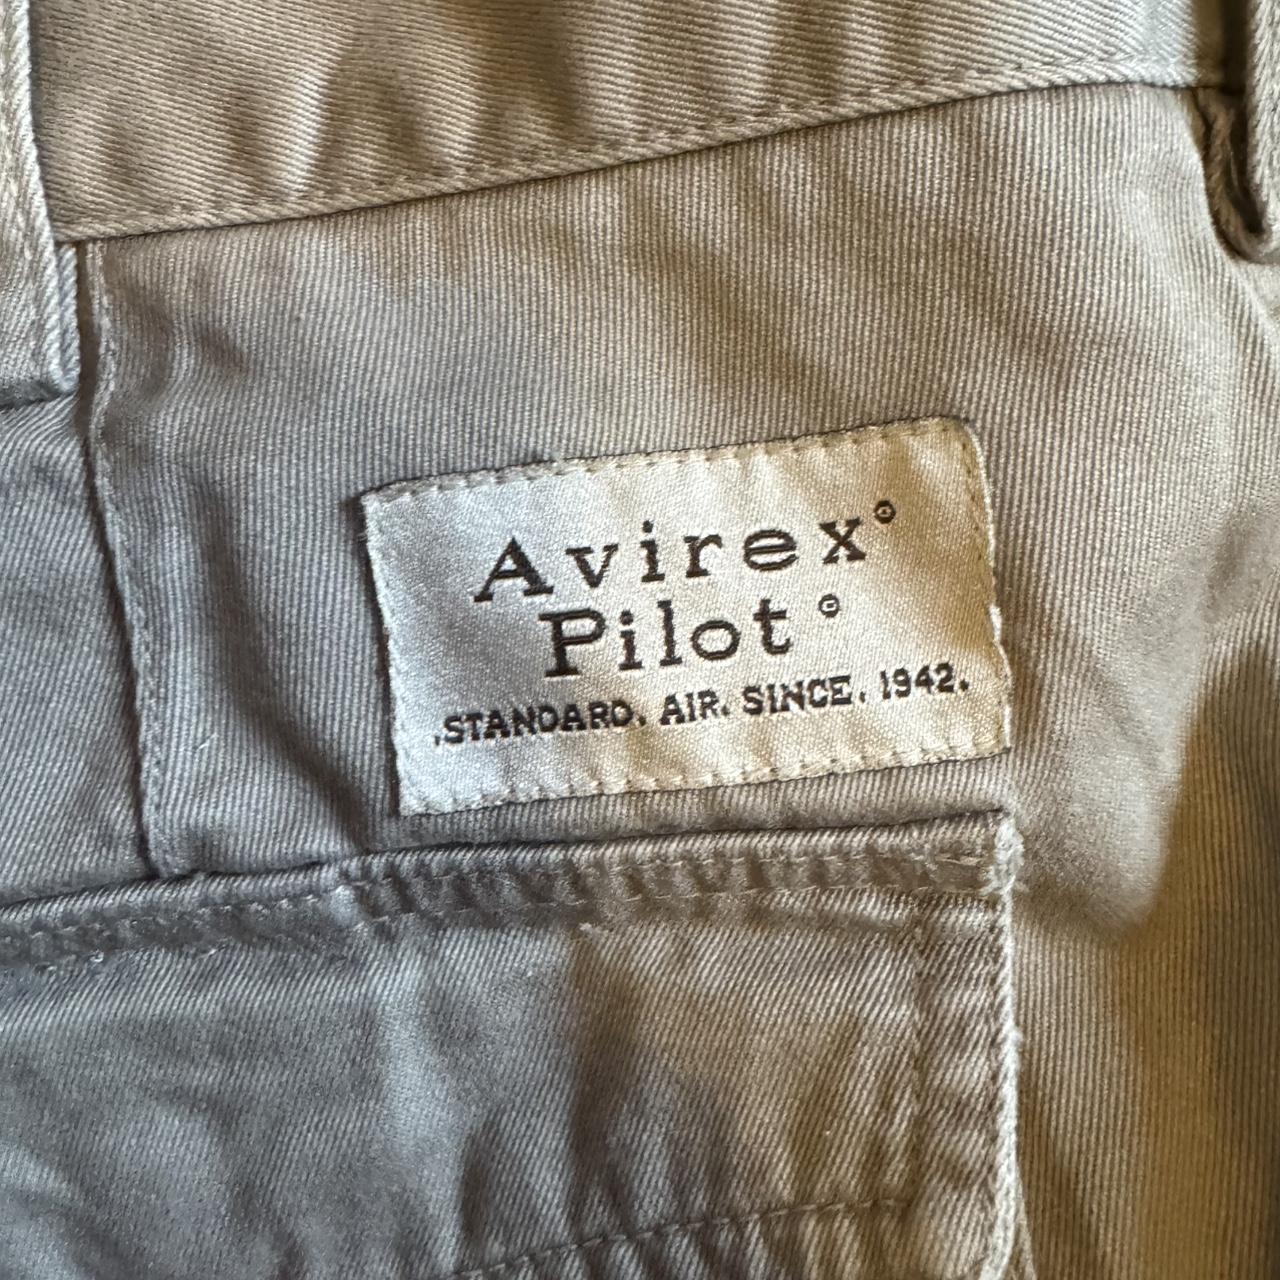 Avirex®
Pilot©
.STANDARD. AIR. SINCE. 1942.